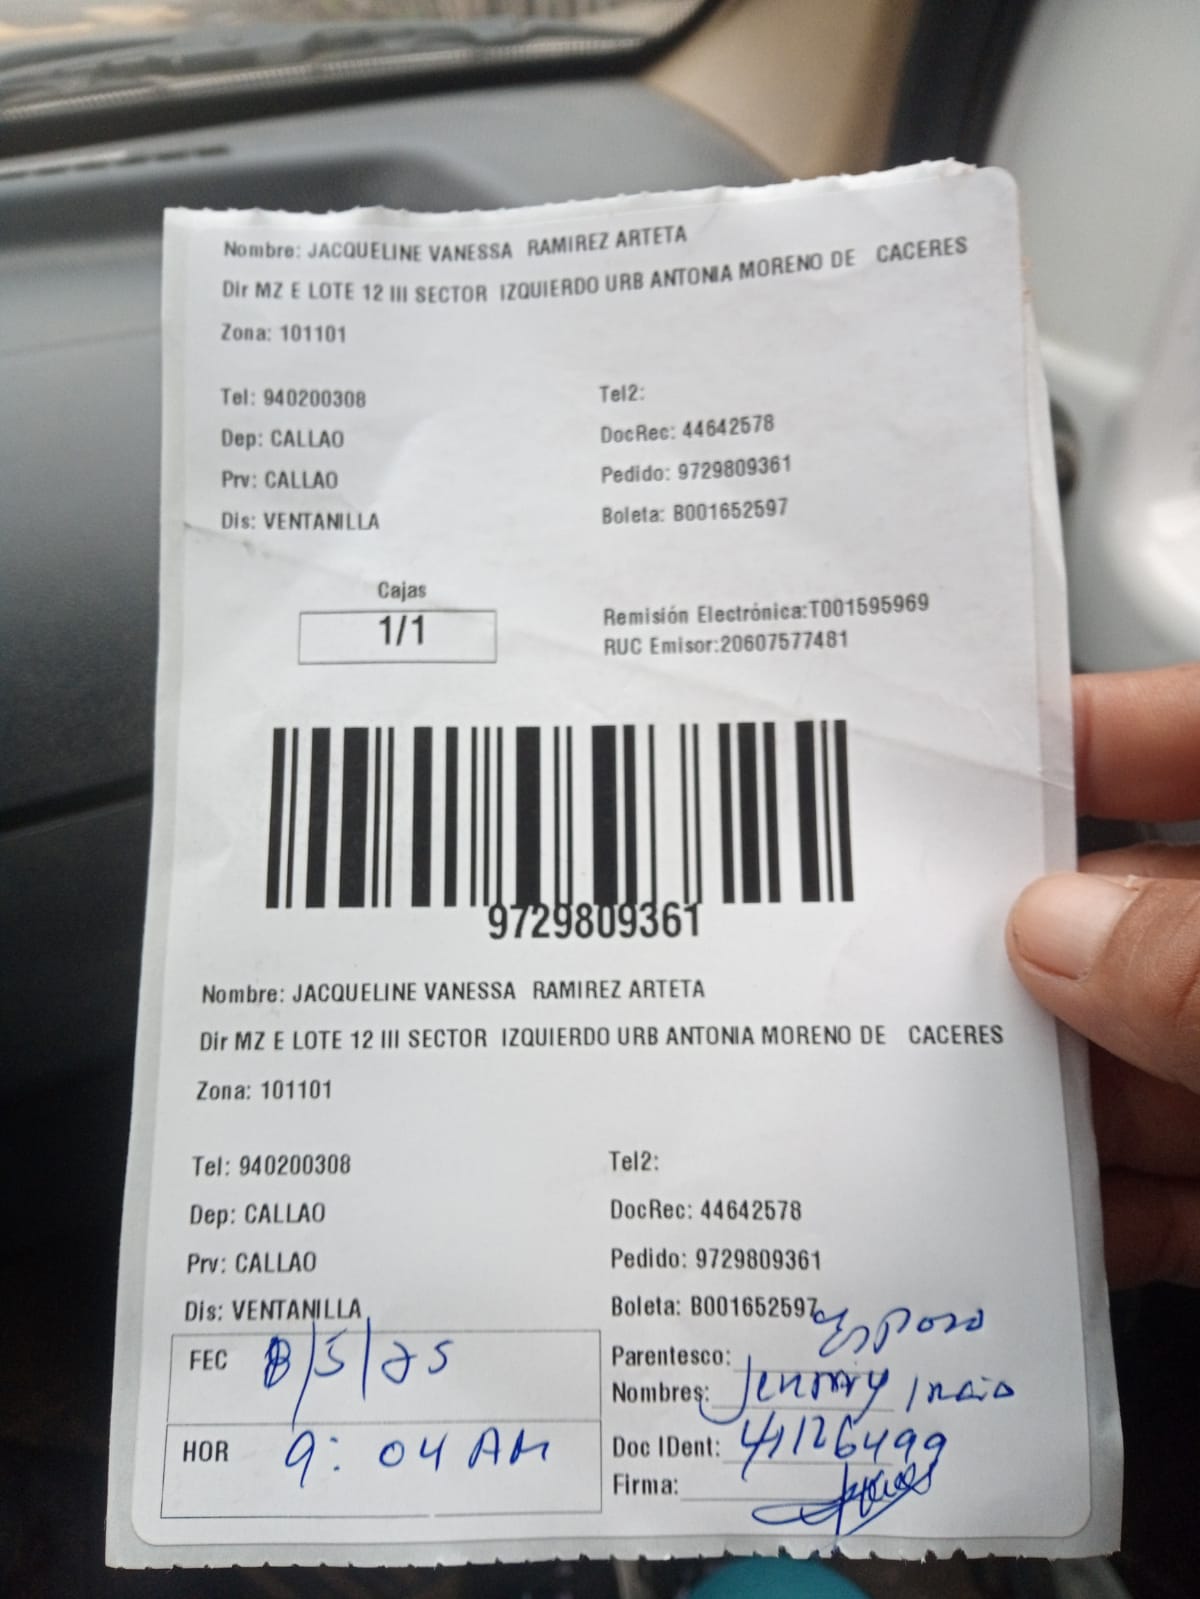 Nombre: JACQUELINE VANESSA RAMIREZ ARTETA
Dir MZ E LOTE 12 III SECTOR IZQUIERDO URB ANTONIA MORENO DE CACERES
Zona: 101101
Tel: 940200308 Tel2:
Dep: CALLAO DocRec: 44642578
Prv: CALLAO Pedido: 9729809361
Dis: VENTANILLA Boleta: B001652597
Cajas
1/1
Remisión Electrónica:T001595969
RUC Emisor:20607577481
9729809361
Nombre: JACQUELINE VANESSA RAMIREZ ARTETA
Dir MZ E LOTE 12 III SECTOR IZQUIERDO URB ANTONIA MORENO DE CACERES
Zona: 101101
Tel: 940200308 Tel2:
Dep: CALLAO DocRec: 44642578
Prv: CALLAO Pedido: 9729809361
Dis: VENTANILLA Boleta: B001652597
FEC 8/5/25
HOR 9:04 AM
Parentesco: Esposo
Nombres:
Doc IDent: 41126499
Firma: